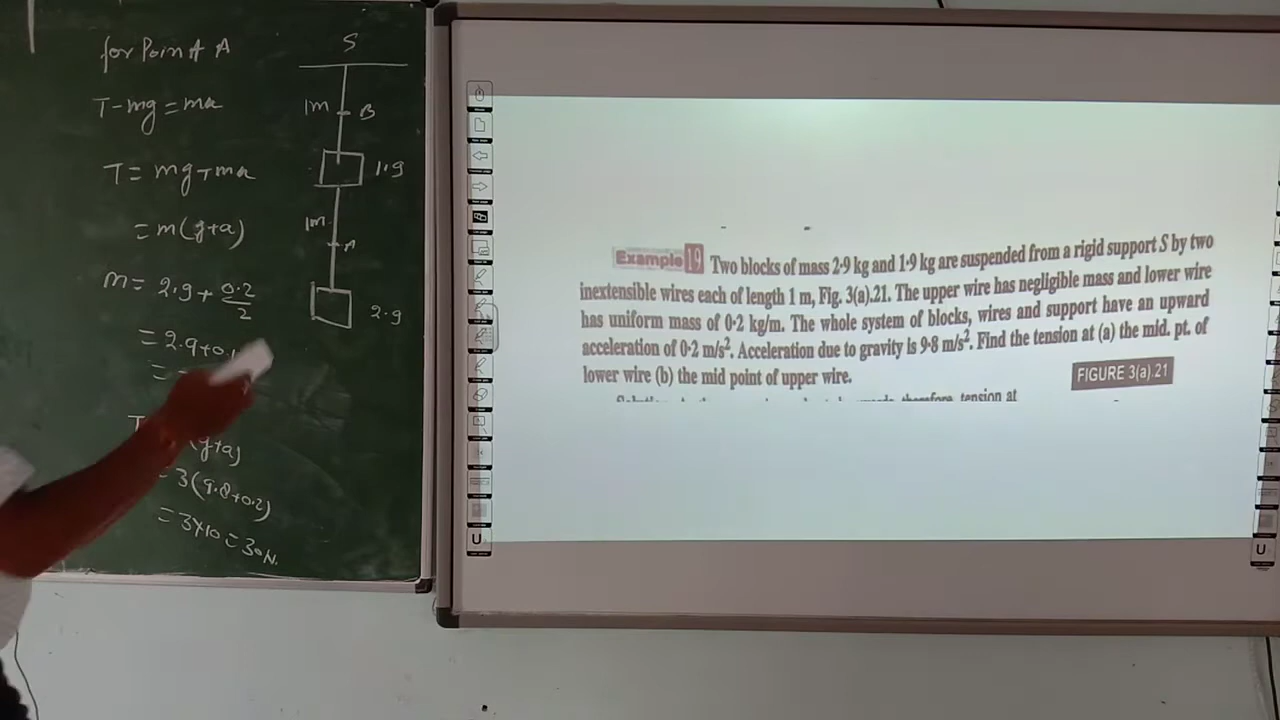 for Point A
T-mg=ma
T= mg+ma
=m(g+a)
m= 2.9+ 0.2/2
= 2.9+0.1
=
T
(g+a)
=3(9.8+0.2)
=3×10=30N.
S
1m B
1.9
1m
A
2.9
Example 19 Two blocks of mass 2·9 kg and 1·9 kg are suspended from a rigid support S by two
inextensible wires each of length 1 m, Fig. 3(a).21. The upper wire has negligible mass and lower wire
has uniform mass of 0·2 kg/m. The whole system of blocks, wires and support have an upward
acceleration of 0·2 m/s². Acceleration due to gravity is 9·8 m/s². Find the tension at (a) the mid. pt. of
lower wire (b) the mid point of upper wire.
FIGURE 3(a).21
therefore, tension at
U
U